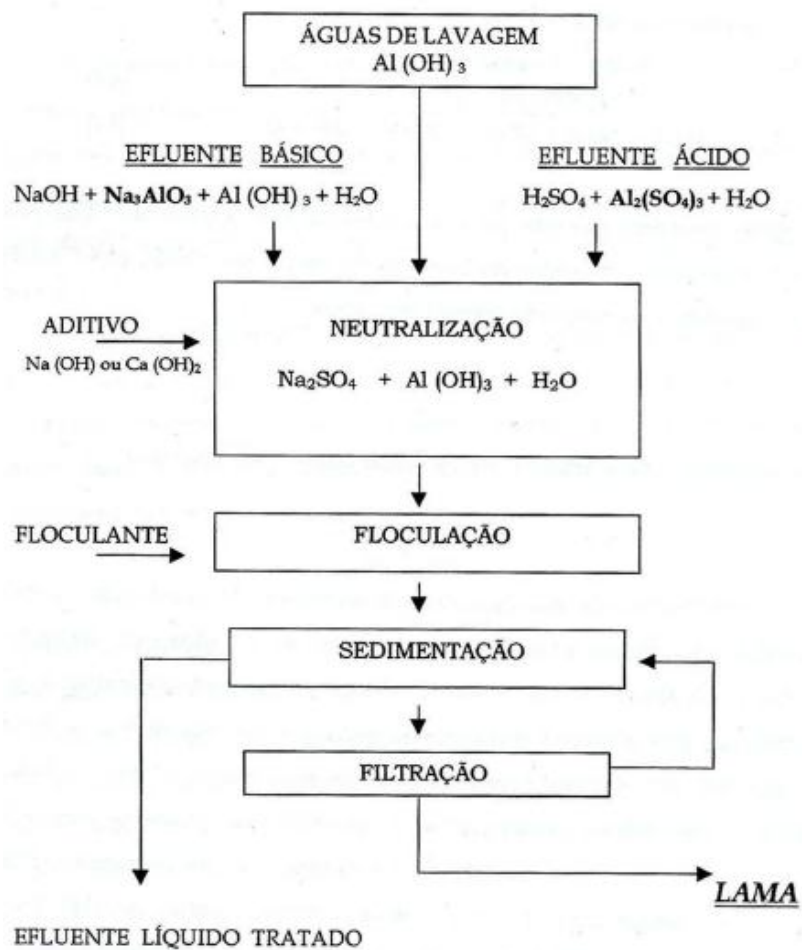 ÁGUAS DE LAVAGEM
Al (OH) ₃
EFLUENTE BÁSICO
NaOH + Na₃AlO₃ + Al (OH) ₃ + H₂O
EFLUENTE ÁCIDO
H₂SO₄ + Al₂(SO₄)₃ + H₂O
ADITIVO
Na (OH) ou Ca (OH)₂
NEUTRALIZAÇÃO
Na₂SO₄ + Al (OH)₃ + H₂O
FLOCULANTE
FLOCULAÇÃO
SEDIMENTAÇÃO
FILTRAÇÃO
LAMA
EFLUENTE LÍQUIDO TRATADO